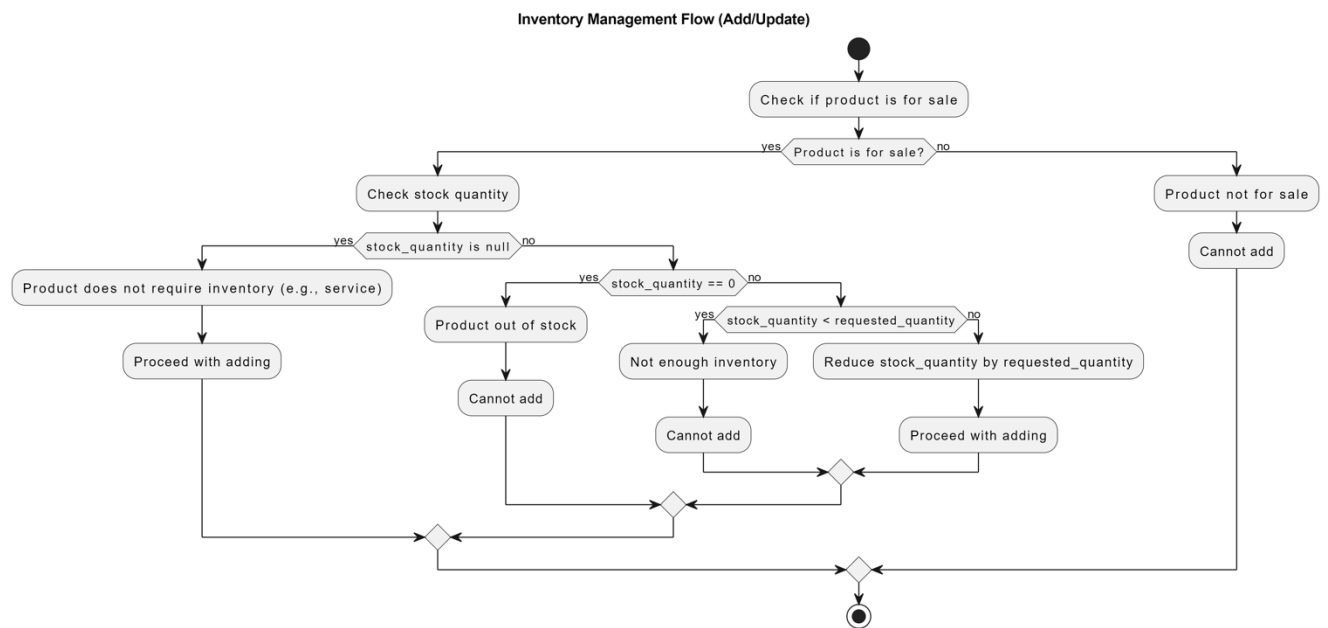 Inventory Management Flow (Add/Update)
Check if product is for sale
yes
Product is for sale?
no
Check stock quantity
Product not for sale
yes
stock_quantity is null
no
Cannot add
Product does not require inventory (e.g., service)
yes
stock_quantity == 0
no
Product out of stock
yes
stock_quantity < requested_quantity
no
Proceed with adding
Not enough inventory
Reduce stock_quantity by requested_quantity
Cannot add
Cannot add
Proceed with adding